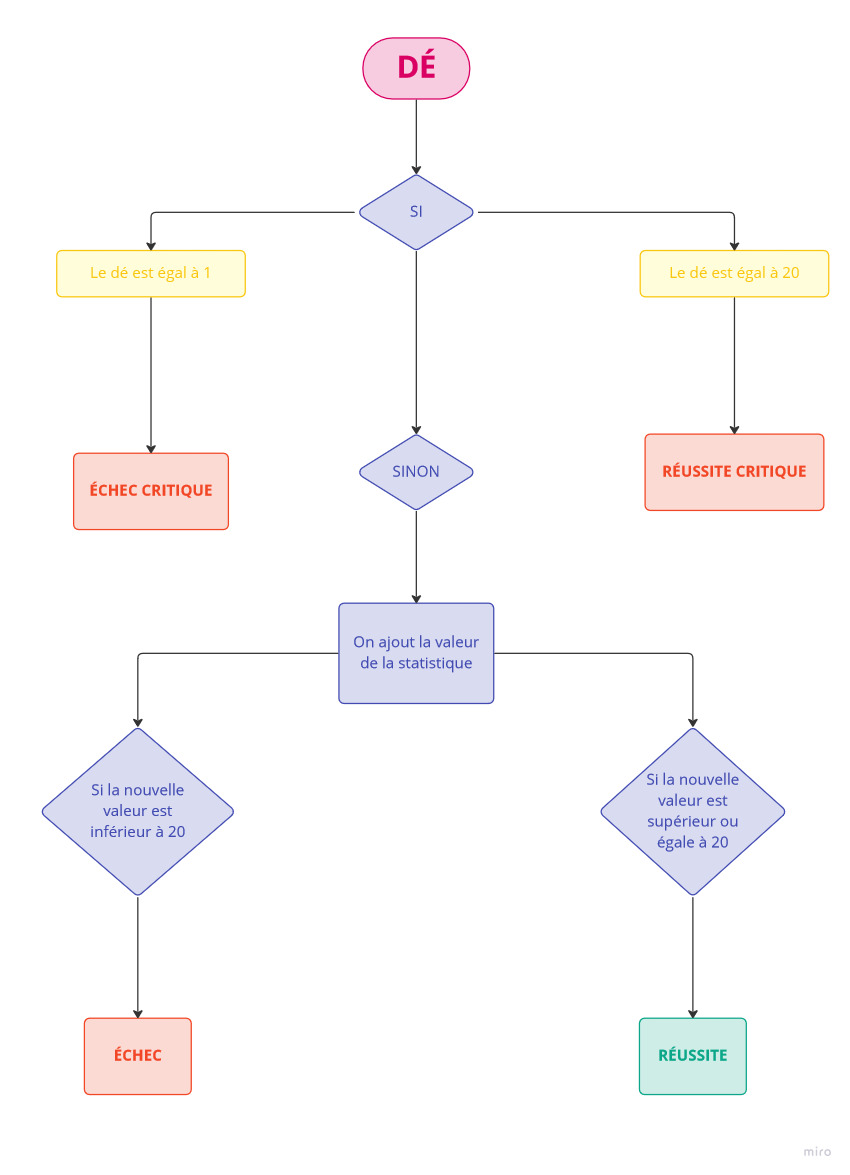 DÉ
SI
Le dé est égal à 1
Le dé est égal à 20
ÉCHEC CRITIQUE
SINON
RÉUSSITE CRITIQUE
On ajout la valeur
de la statistique
Si la nouvelle
valeur est
inférieur à 20
Si la nouvelle
valeur est
supérieur ou
égale à 20
ÉCHEC
RÉUSSITE
miro